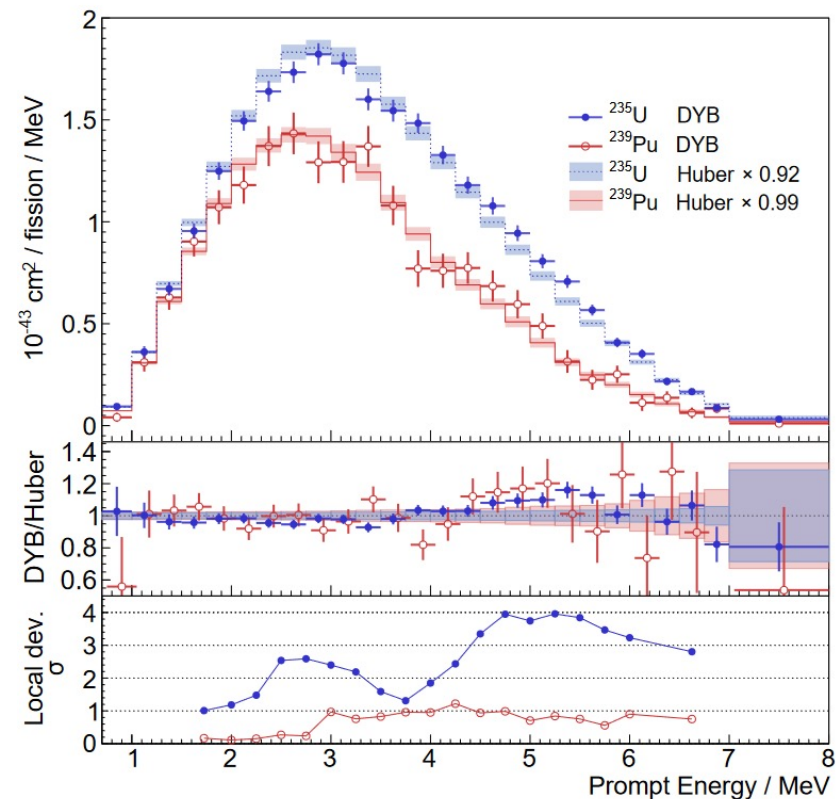 2
1.5
1
0.5
0
10⁻⁴³ cm² / fission / MeV
²³⁵U DYB
²³⁹Pu DYB
²³⁵U Huber × 0.92
²³⁹Pu Huber × 0.99
1.4
1.2
1.0
0.8
0.6
DYB/Huber
4
3
2
1
0
Local dev.
σ
1 2 3 4 5 6 7 8
Prompt Energy / MeV